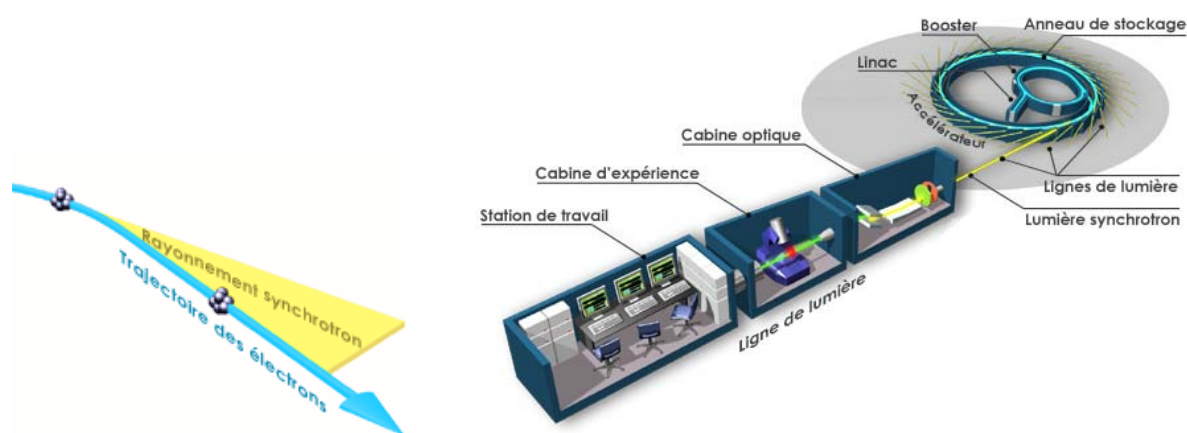 Rayonnement synchrotron
Trajectoire des électrons
Booster
Anneau de stockage
Linac
Accélérateur
Cabine optique
Cabine d'expérience
Lignes de lumière
Station de travail
Lumière synchrotron
Ligne de lumière